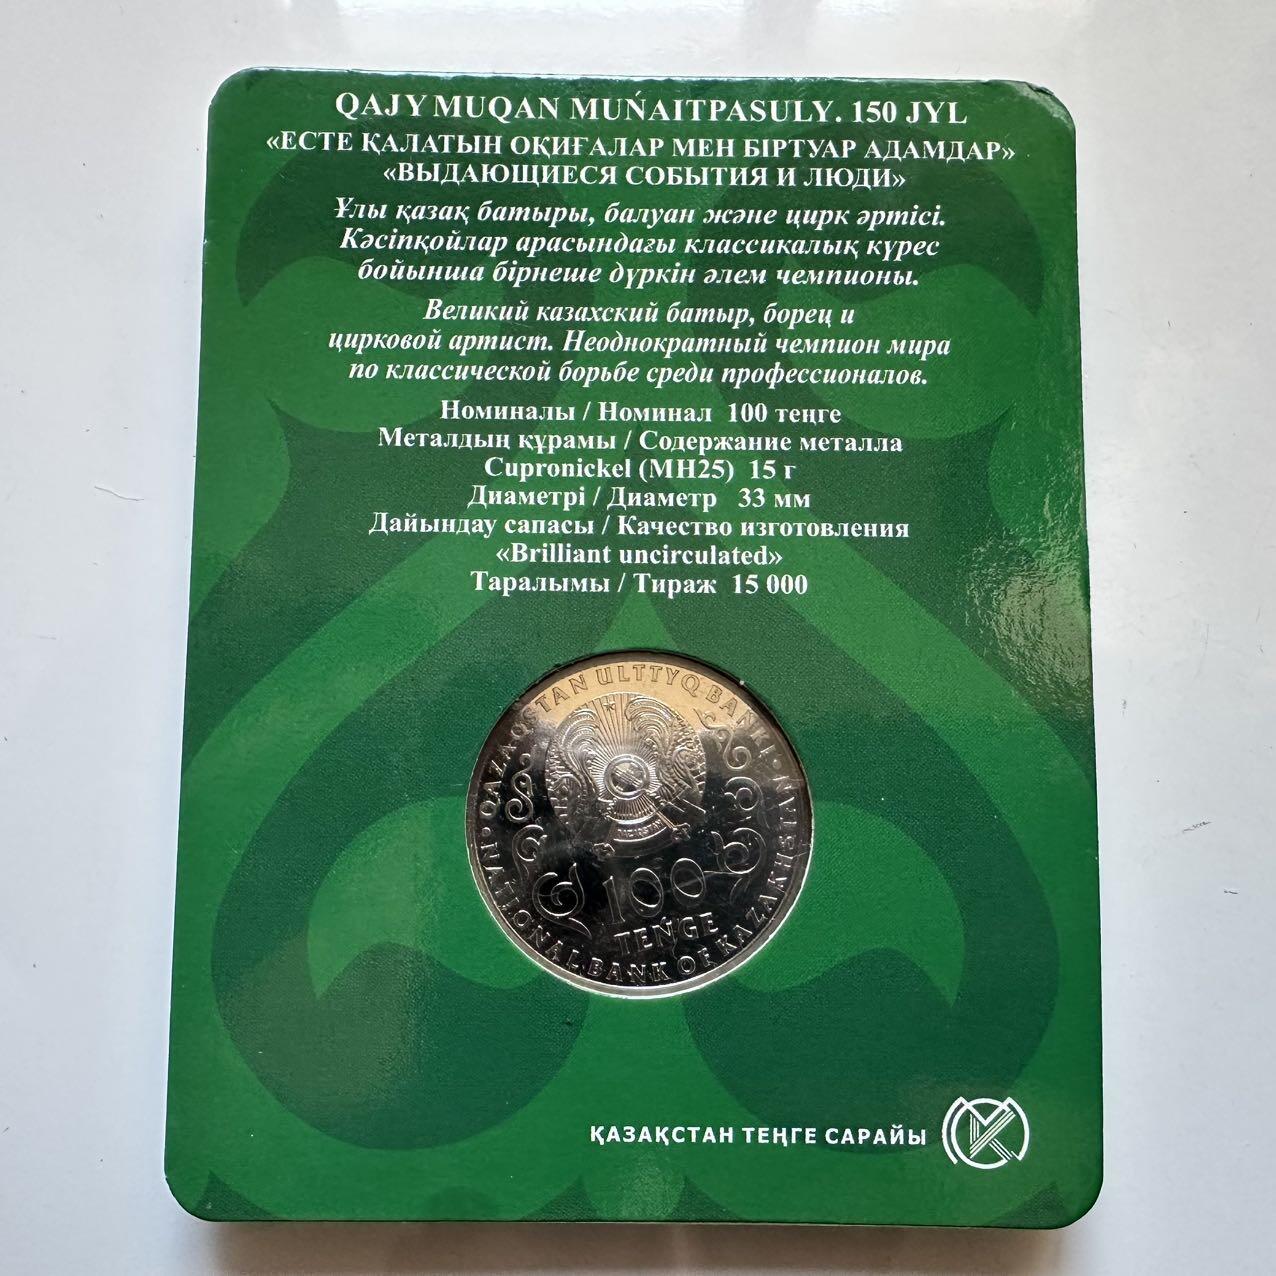 QAJYMUQAN MUŃAITPASULY. 150 JYL
«ЕСТЕ ҚАЛАТЫН ОҚИҒАЛАР МЕН БІРТУАР АДАМДАР»
«ВЫДАЮЩИЕСЯ СОБЫТИЯ И ЛЮДИ»
Ұлы қазақ батыры, балуан және цирк әртісі.
Кәсіпқойлар арасындағы классикалық күрес
бойынша бірнеше дүркін әлем чемпионы.
Великий казахский батыр, борец и
цирковой артист. Неоднократный чемпион мира
по классической борьбе среди профессионалов.
Номиналы / Номинал 100 теңге
Металдың құрамы / Содержание металла
Cupronickel (МН25) 15 г
Диаметрі / Диаметр 33 мм
Дайындау сапасы / Качество изготовления
«Brilliant uncirculated»
Таралымы / Тираж 15 000
QAZAQSTAN ULTTYQ BANKI
QAZAQSTAN
100
TEŃGE
NATIONAL BANK OF KAZAKHSTAN
ҚАЗАҚСТАН ТЕҢГЕ САРАЙЫ